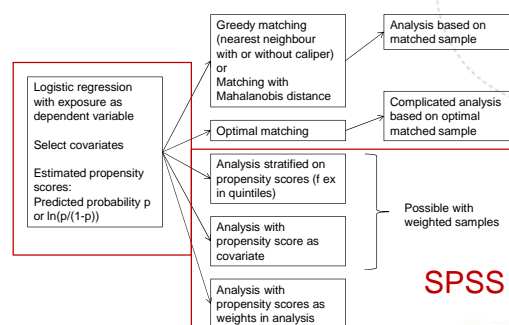 Logistic regression
with exposure as
dependent variable
Select covariates
Estimated propensity
scores:
Predicted probability p
or ln(p/(1-p))
Greedy matching
(nearest neighbour
with or without caliper)
or
Matching with
Mahalanobis distance
Analysis based on
matched sample
Optimal matching
Complicated analysis
based on optimal
matched sample
Analysis stratified on
propensity scores (f ex
in quintiles)
Analysis with
propensity score as
covariate
Analysis with
propensity scores as
weights in analysis
Possible with
weighted samples
SPSS